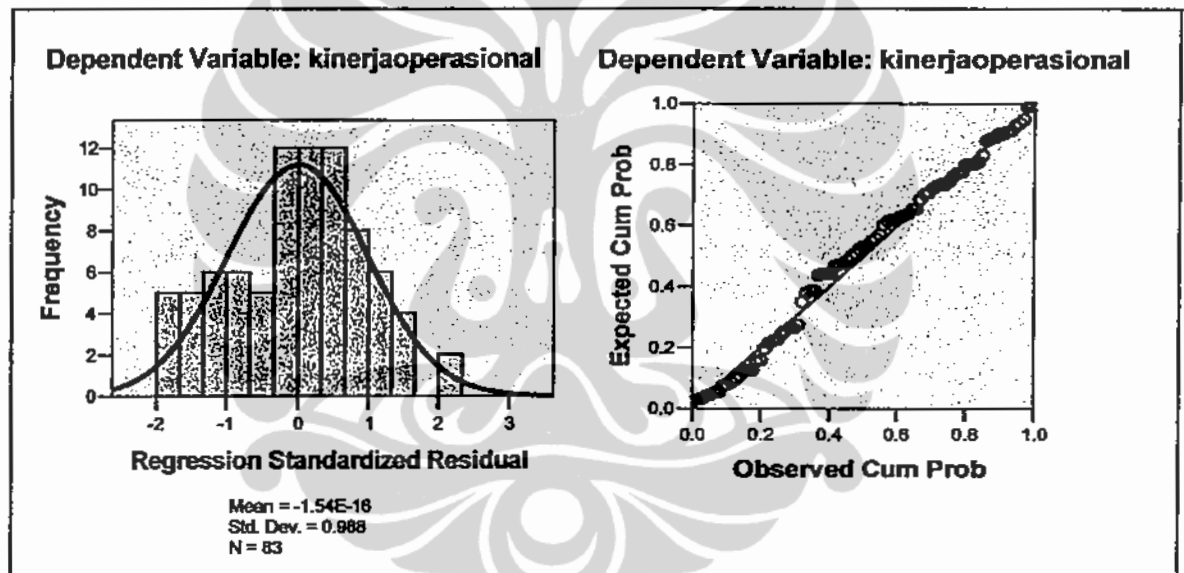 Dependent Variable: kinerjaoperasional
12
10
8
6
4
2
0
Frequency
-2 -1 0 1 2 3
Regression Standardized Residual
Mean = -1.54E-16
Std. Dev. = 0.988
N = 83
Dependent Variable: kinerjaoperasional
1.0
0.8
0.6
0.4
0.2
0.0
Expected Cum Prob
0.0 0.2 0.4 0.6 0.8 1.0
Observed Cum Prob